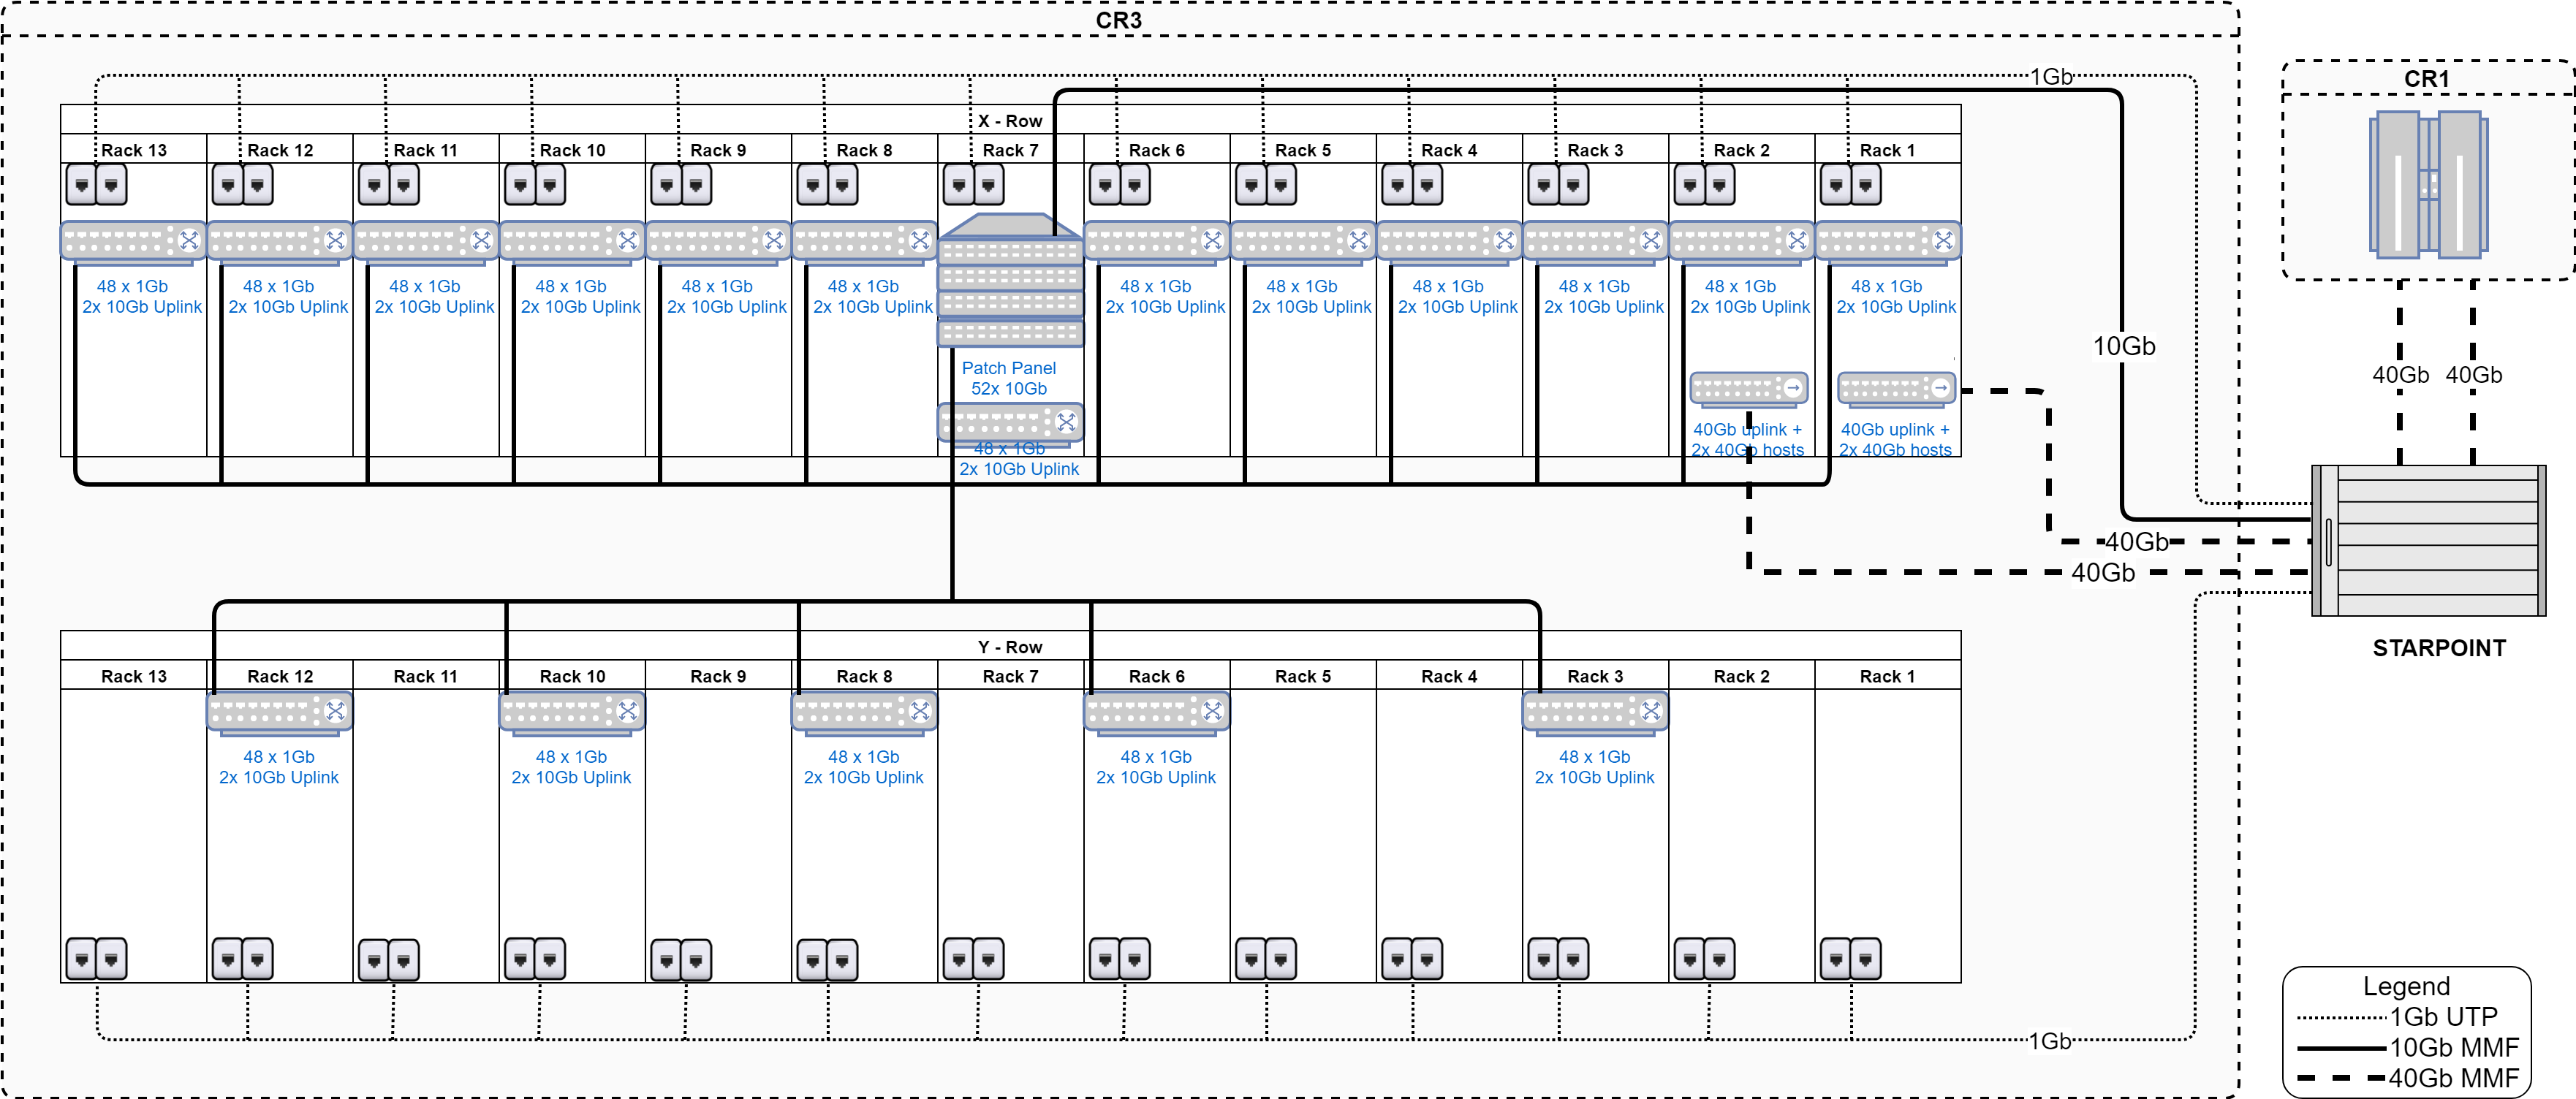 CR3
1Gb
CR1
X - Row
Rack 13
Rack 12
Rack 11
Rack 10
Rack 9
Rack 8
Rack 7
Rack 6
Rack 5
Rack 4
Rack 3
Rack 2
Rack 1
48 x 1Gb
2x 10Gb Uplink
48 x 1Gb
2x 10Gb Uplink
48 x 1Gb
2x 10Gb Uplink
48 x 1Gb
2x 10Gb Uplink
48 x 1Gb
2x 10Gb Uplink
48 x 1Gb
2x 10Gb Uplink
Patch Panel
52x 10Gb
48 x 1Gb
2x 10Gb Uplink
48 x 1Gb
2x 10Gb Uplink
48 x 1Gb
2x 10Gb Uplink
48 x 1Gb
2x 10Gb Uplink
48 x 1Gb
2x 10Gb Uplink
48 x 1Gb
2x 10Gb Uplink
40Gb uplink +
2x 40Gb hosts
48 x 1Gb
2x 10Gb Uplink
40Gb uplink +
2x 40Gb hosts
10Gb
40Gb
40Gb
40Gb
40Gb
STARPOINT
Y - Row
Rack 13
Rack 12
Rack 11
Rack 10
Rack 9
Rack 8
Rack 7
Rack 6
Rack 5
Rack 4
Rack 3
Rack 2
Rack 1
48 x 1Gb
2x 10Gb Uplink
48 x 1Gb
2x 10Gb Uplink
48 x 1Gb
2x 10Gb Uplink
48 x 1Gb
2x 10Gb Uplink
48 x 1Gb
2x 10Gb Uplink
1Gb
Legend
1Gb UTP
10Gb MMF
40Gb MMF